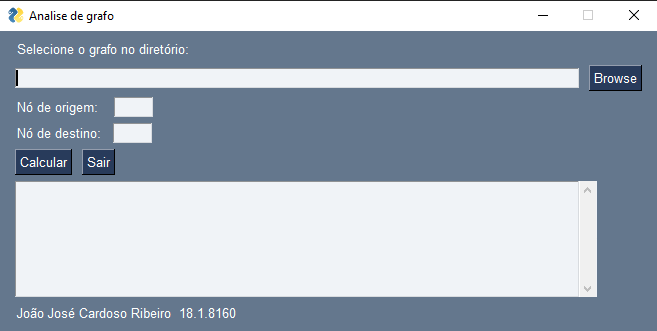 Analise de grafo
Selecione o grafo no diretório:
Browse
Nó de origem:
Nó de destino:
Calcular Sair
João José Cardoso Ribeiro 18.1.8160